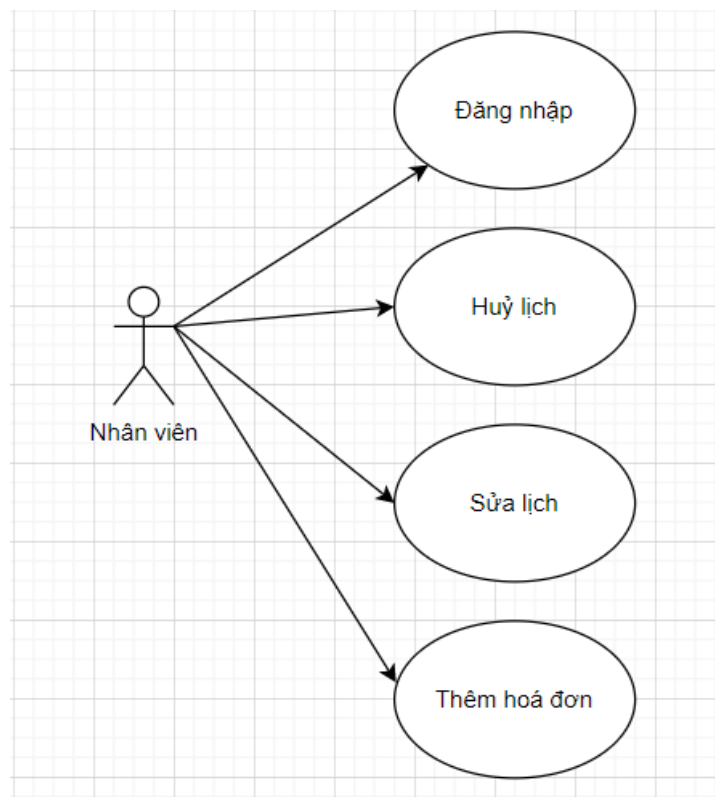 Đăng nhập
Huỷ lịch
Nhân viên
Sửa lịch
Thêm hoá đơn